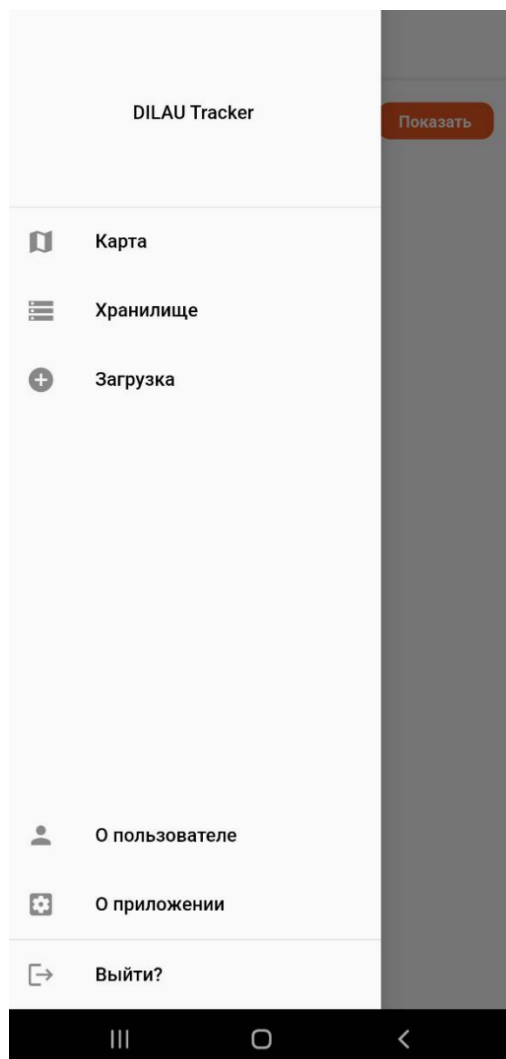 DILAU Tracker
Показать
Карта
Хранилище
Загрузка
О пользователе
О приложении
Выйти?